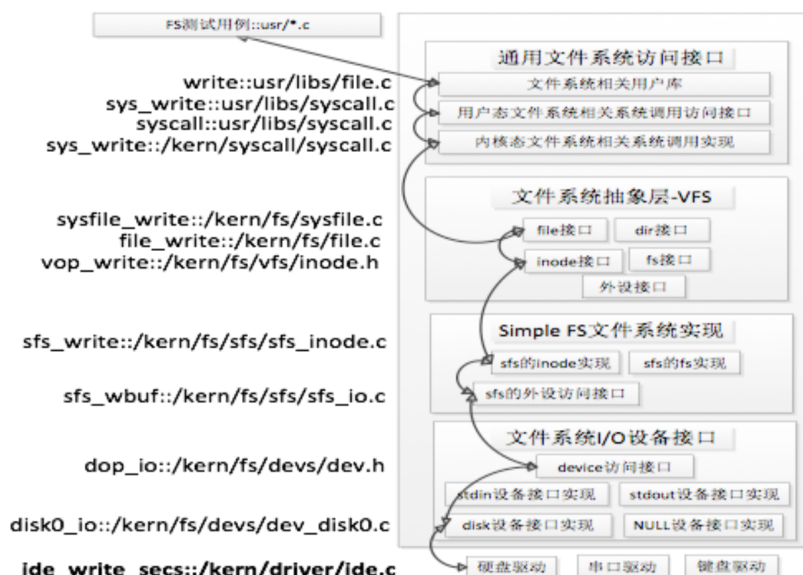 FS测试用例::usr/*.c
通用文件系统访问接口
write::usr/libs/file.c
文件系统相关用户库
sys_write::usr/libs/syscall.c
用户态文件系统相关系统调用访问接口
syscall::usr/libs/syscall.c
sys_write::/kern/syscall/syscall.c
内核态文件系统相关系统调用实现
文件系统抽象层-VFS
sysfile_write::/kern/fs/sysfile.c
file接口 dir接口
file_write::/kern/fs/file.c
vop_write::/kern/fs/vfs/inode.h
inode接口 fs接口
外设接口
Simple FS文件系统实现
sfs_write::/kern/fs/sfs/sfs_inode.c
sfs的inode实现 sfs的fs实现
sfs_wbuf::/kern/fs/sfs/sfs_io.c
sfs的外设访问接口
文件系统I/O设备接口
dop_io::/kern/fs/devs/dev.h
device访问接口
stdin设备接口实现 stdout设备接口实现
disk0_io::/kern/fs/devs/dev_disk0.c
disk设备接口实现 NULL设备接口实现
ide_write_secs::/kern/driver/ide.c
硬盘驱动 串口驱动 键盘驱动